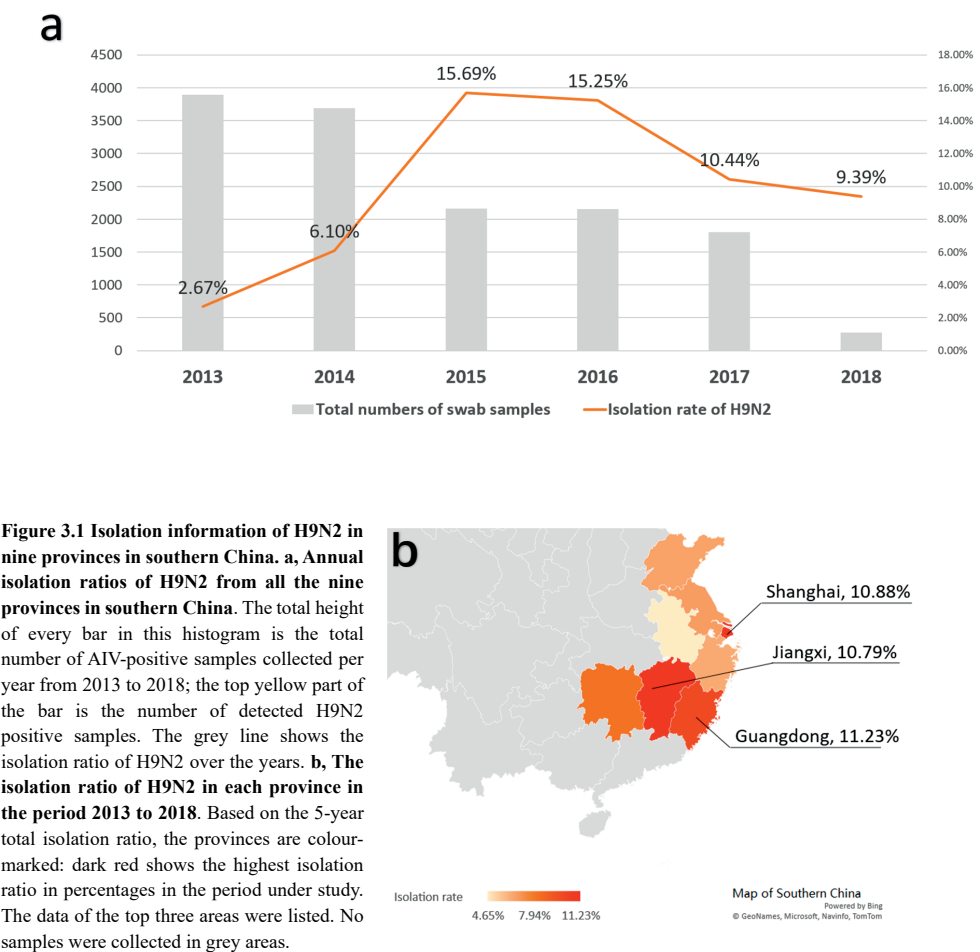 a
4500
4000
3500
3000
2500
2000
1500
1000
500
0
18.00%
16.00%
14.00%
12.00%
10.00%
8.00%
6.00%
4.00%
2.00%
0.00%
2.67%
6.10%
15.69%
15.25%
10.44%
9.39%
2013 2014 2015 2016 2017 2018
Total numbers of swab samples Isolation rate of H9N2
Figure 3.1 Isolation information of H9N2 in
nine provinces in southern China. a, Annual
isolation ratios of H9N2 from all the nine
provinces in southern China. The total height
of every bar in this histogram is the total
number of AIV-positive samples collected per
year from 2013 to 2018; the top yellow part of
the bar is the number of detected H9N2
positive samples. The grey line shows the
isolation ratio of H9N2 over the years. b, The
isolation ratio of H9N2 in each province in
the period 2013 to 2018. Based on the 5-year
total isolation ratio, the provinces are colour-
marked: dark red shows the highest isolation
ratio in percentages in the period under study.
The data of the top three areas were listed. No
samples were collected in grey areas.
b
Shanghai, 10.88%
Jiangxi, 10.79%
Guangdong, 11.23%
Isolation rate
4.65% 7.94% 11.23%
Map of Southern China
Powered by Bing
© GeoNames, Microsoft, Navinfo, TomTom